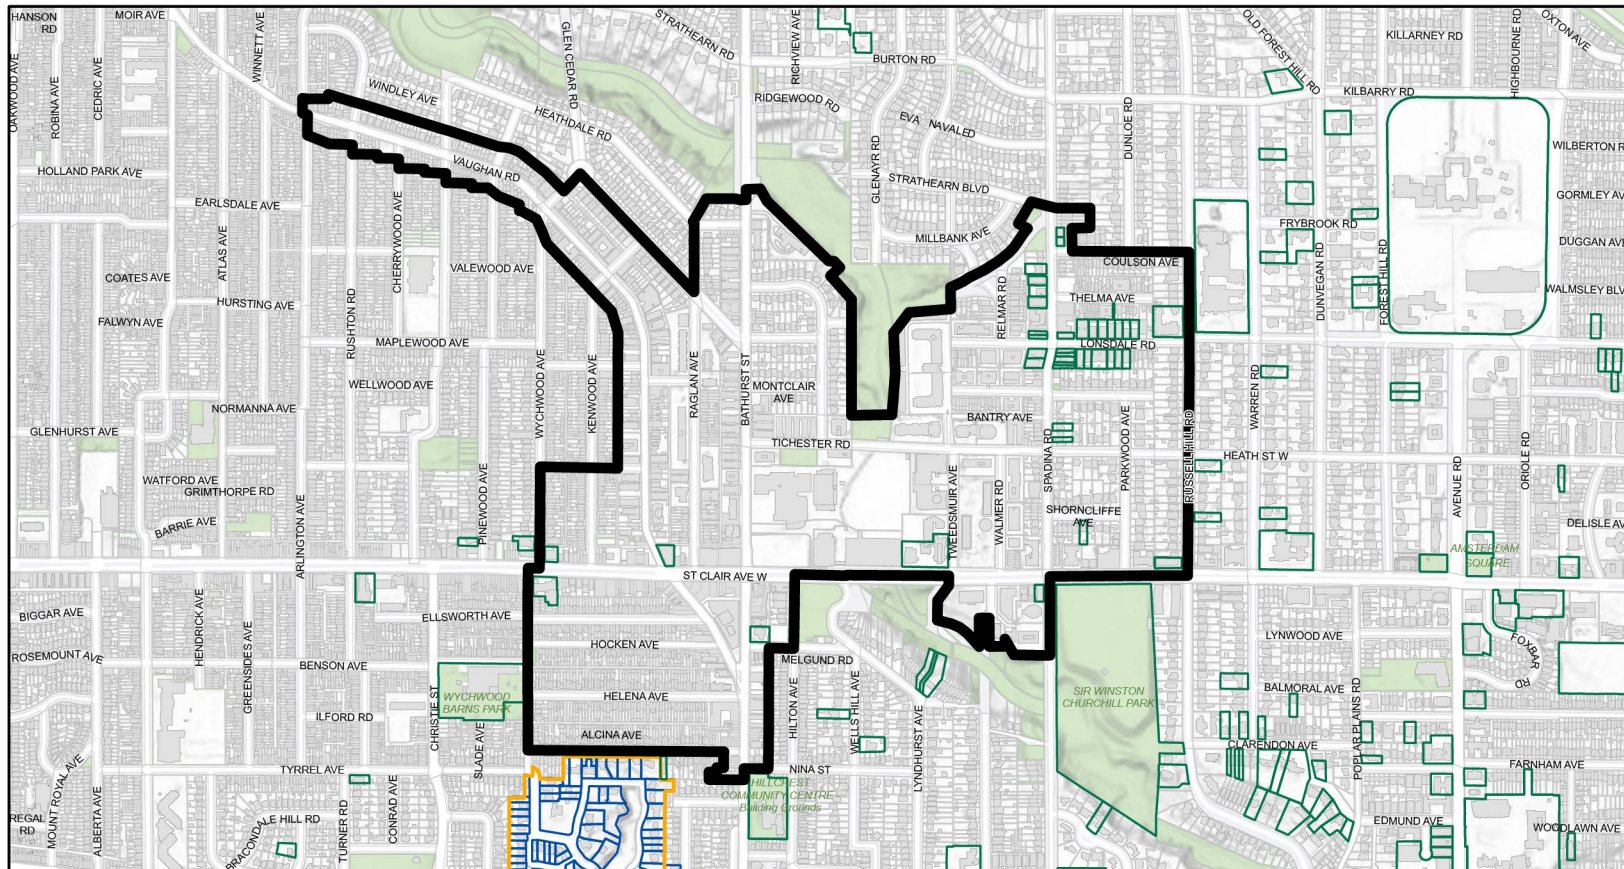 HANSON
RD
MOIR AVE
STRATHEARN RD
OLD FOREST HILL RD
KILLARNEY RD
OXTON AVE
OAKWOOD AVE
ROBINA AVE
CEDRIC AVE
WINNETT AVE
GLEN CEDAR RD
RICHVIEW AVE
BURTON RD
HIGHBOURNE RD
WINDLEY AVE
RIDGEWOOD RD
KILBARRY RD
HEATHDALE RD
EVA NAVALED
DUNLOE RD
GLENAYR RD
WILBERTON R
HOLLAND PARK AVE
VAUGHAN RD
STRATHEARN BLVD
GORMLEY AV
EARLSDALE AVE
CHERRYWOOD AVE
FRYBROOK RD
ATLAS AVE
MILLBANK AVE
DUNVEGAN RD
FOREST HILL RD
DUGGAN AVE
COATES AVE
VALEWOOD AVE
COULSON AVE
WALMSLEY BLV
HURSTING AVE
RUSHTON RD
RELMAR RD
THELMA AVE
FALWYN AVE
MAPLEWOOD AVE
LONSDALE RD
WYCHWOOD AVE
KENWOOD AVE
RAGLAN AVE
BATHURST ST
WELLWOOD AVE
MONTCLAIR
AVE
WARREN RD
NORMANNA AVE
BANTRY AVE
GLENHURST AVE
TICHESTER RD
SPADINA RD
PARKWOOD AVE
RUSSELL HILL RD
HEATH ST W
AVENUE RD
ORIOLE RD
WATFORD AVE
GRIMTHORPE RD
PINEWOOD AVE
TWEEDSMUIR AVE
WALMER RD
SHORNCLIFFE
AVE
BARRIE AVE
ARLINGTON AVE
DELISLE AV
AMSTERDAM
SQUARE
ST CLAIR AVE W
BIGGAR AVE
HENDRICK AVE
GREENSIDES AVE
ELLSWORTH AVE
HOCKEN AVE
LYNWOOD AVE
FOXBAR
RD
ROSEMOUNT AVE
BENSON AVE
MELGUND RD
WYCHWOOD
BARNS PARK
HELENA AVE
HILTON AVE
WELLS HILL AVE
SIR WINSTON
CHURCHILL PARK
BALMORAL AVE
ILFORD RD
CHRISTIE ST
SLADE AVE
ALCINA AVE
LYNDHURST AVE
CLARENDON AVE
POPLAR PLAINS RD
MOUNT ROYAL AVE
TYRREL AVE
NINA ST
FARNHAM AVE
HILLCREST
COMMUNITY CENTRE
Building Grounds
REGAL
RD
ALBERTA AVE
BRACONDALE HILL RD
TURNER RD
CONRAD AVE
EDMUND AVE
WOODLAWN AVE